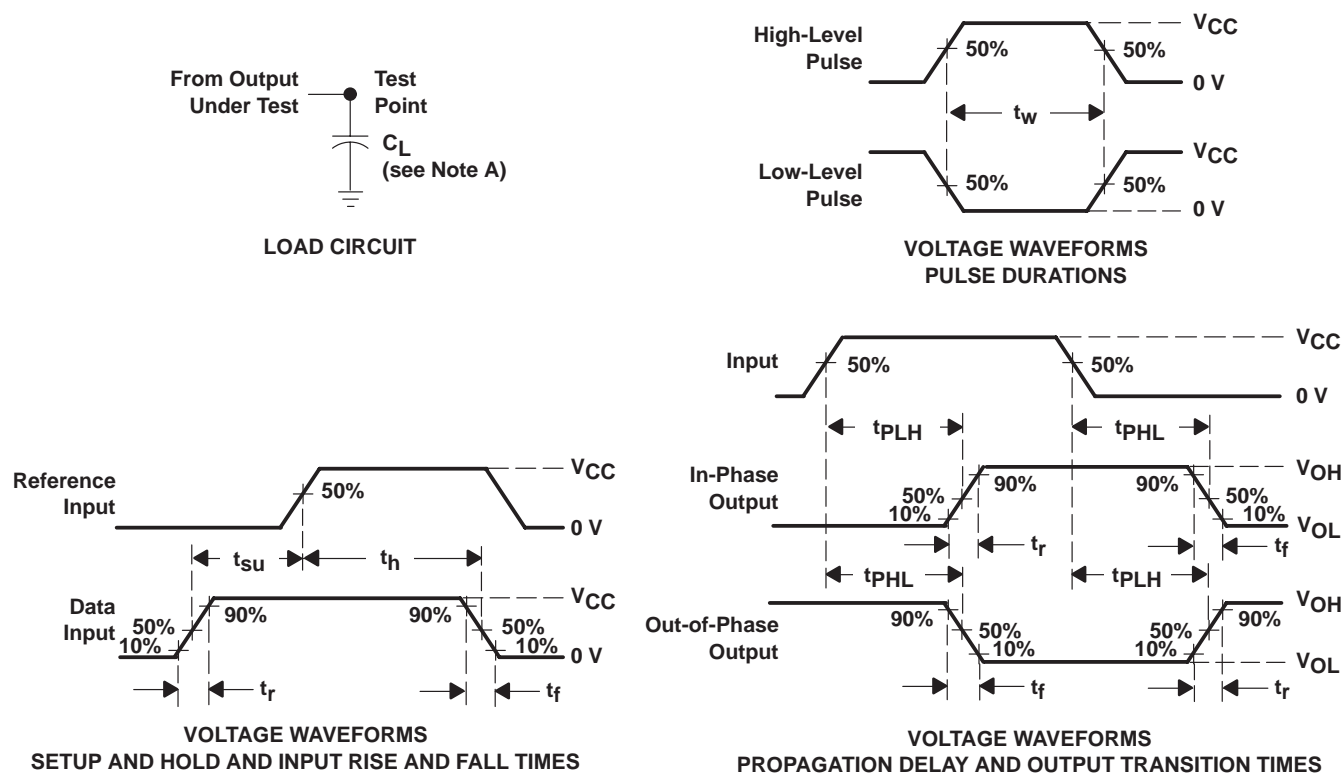 From Output
Under Test
Test
Point
CL
(see Note A)
LOAD CIRCUIT
High-Level
Pulse
50%
50%
VCC
0 V
tw
Low-Level
Pulse
50%
50%
VCC
0 V
VOLTAGE WAVEFORMS
PULSE DURATIONS
Reference
Input
50%
VCC
0 V
tsu
th
Data
Input
50%
10%
90%
90%
50%
10%
VCC
0 V
tr
tf
VOLTAGE WAVEFORMS
SETUP AND HOLD AND INPUT RISE AND FALL TIMES
Input
50%
50%
VCC
0 V
tPLH
tPHL
In-Phase
Output
50%
10%
90%
90%
50%
10%
VOH
VOL
tr
tf
tPHL
tPLH
Out-of-Phase
Output
90%
50%
10%
50%
10%
90%
VOH
VOL
tf
tr
VOLTAGE WAVEFORMS
PROPAGATION DELAY AND OUTPUT TRANSITION TIMES